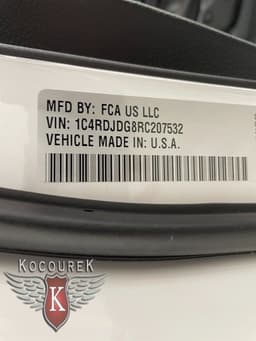 MFD BY: FCA US LLC
VIN: 1C4RDJDG8RC207532
VEHICLE MADE IN: U.S.A.
KOCOUREK
K